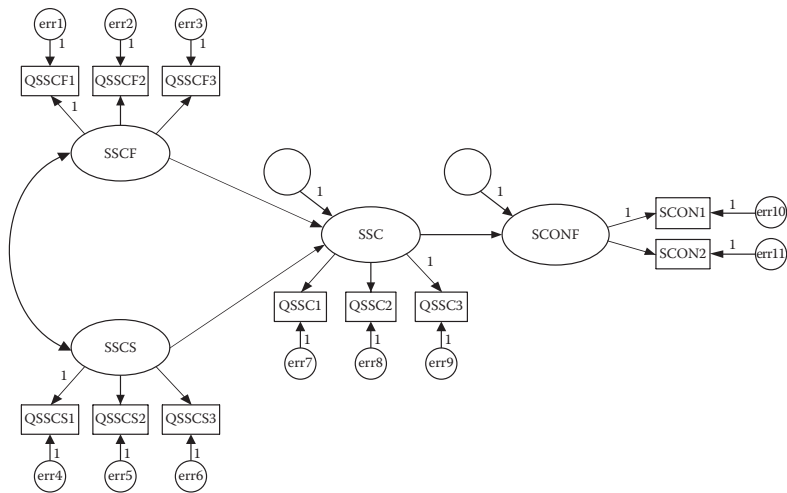 err1 err2 err3
1 1 1
QSSCF1 QSSCF2 QSSCF3
1
SSCF
1 1
1 SCON1 1 err10
SSC SCONF
1 SCON2 1 err11
QSSC1 QSSC2 QSSC3
1 1 1
SSCS
err7 err8 err9
1
QSSCS1 QSSCS2 QSSCS3
1 1 1
err4 err5 err6